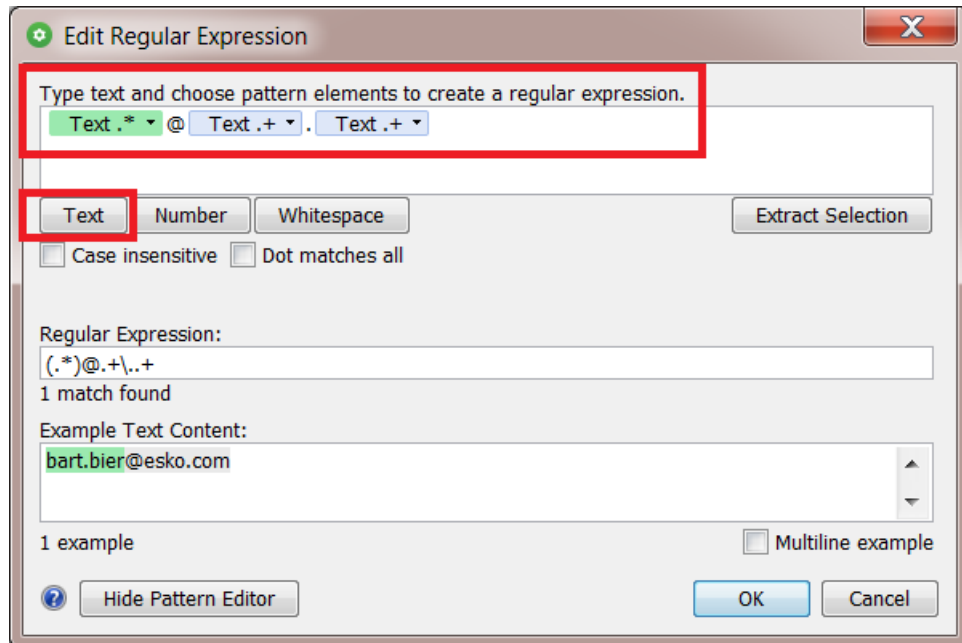 Edit Regular Expression
Type text and choose pattern elements to create a regular expression.
Text .* @ Text .+ . Text .+
Text Number Whitespace Extract Selection
Case insensitive Dot matches all
Regular Expression:
(.*)@.+\..+
1 match found
Example Text Content:
bart.bier@esko.com
1 example Multiline example
? Hide Pattern Editor OK Cancel